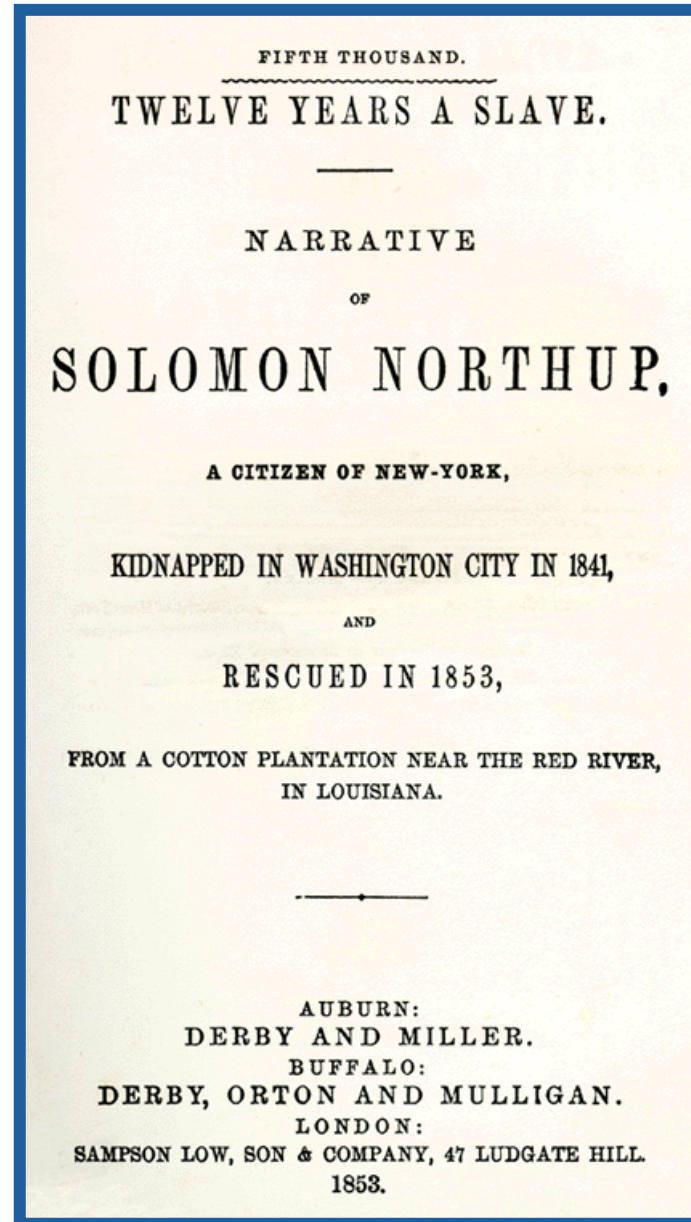 FIFTH THOUSAND.
TWELVE YEARS A SLAVE.
NARRATIVE
OF
SOLOMON NORTHUP,
A CITIZEN OF NEW-YORK,
KIDNAPPED IN WASHINGTON CITY IN 1841,
AND
RESCUED IN 1853,
FROM A COTTON PLANTATION NEAR THE RED RIVER,
IN LOUISIANA.
AUBURN:
DERBY AND MILLER.
BUFFALO:
DERBY, ORTON AND MULLIGAN.
LONDON:
SAMPSON LOW, SON & COMPANY, 47 LUDGATE HILL.
1853.